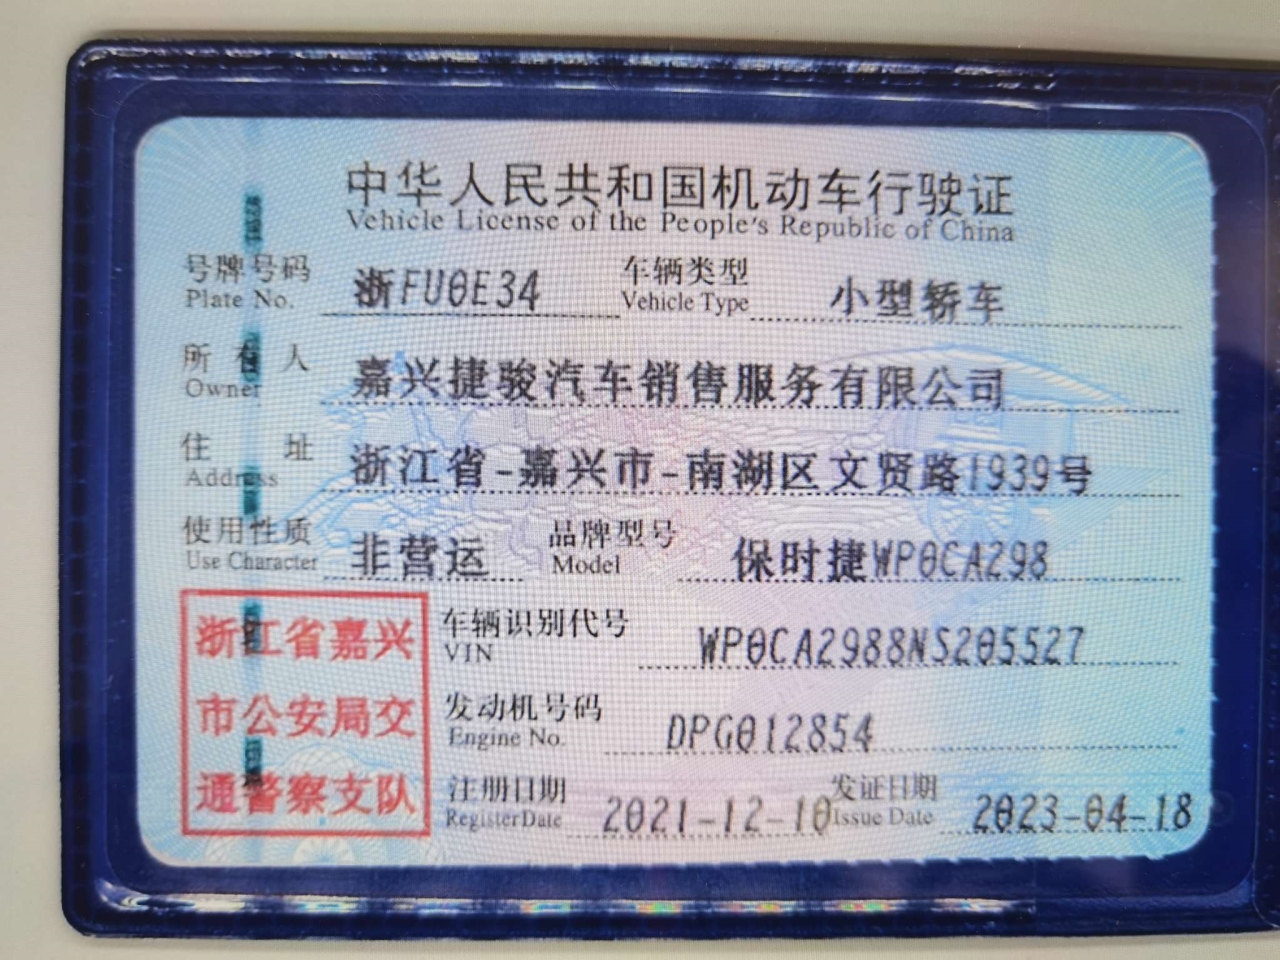 中华人民共和国机动车行驶证
Vehicle License of the People's Republic of China
号牌号码 浙FU0E34 车辆类型 小型轿车
Plate No. Vehicle Type
所有人 嘉兴捷骏汽车销售服务有限公司
Owner
住址 浙江省-嘉兴市-南湖区文贤路1939号
Address
使用性质 非营运 品牌型号 保时捷WP0CA298
Use Character Model
浙江省嘉兴
市公安局交
通警察支队
车辆识别代号 WP0CA2988NS205527
VIN
发动机号码 DPG012854
Engine No.
注册日期 2021-12-10 发证日期 2023-04-18
Register Date Issue Date